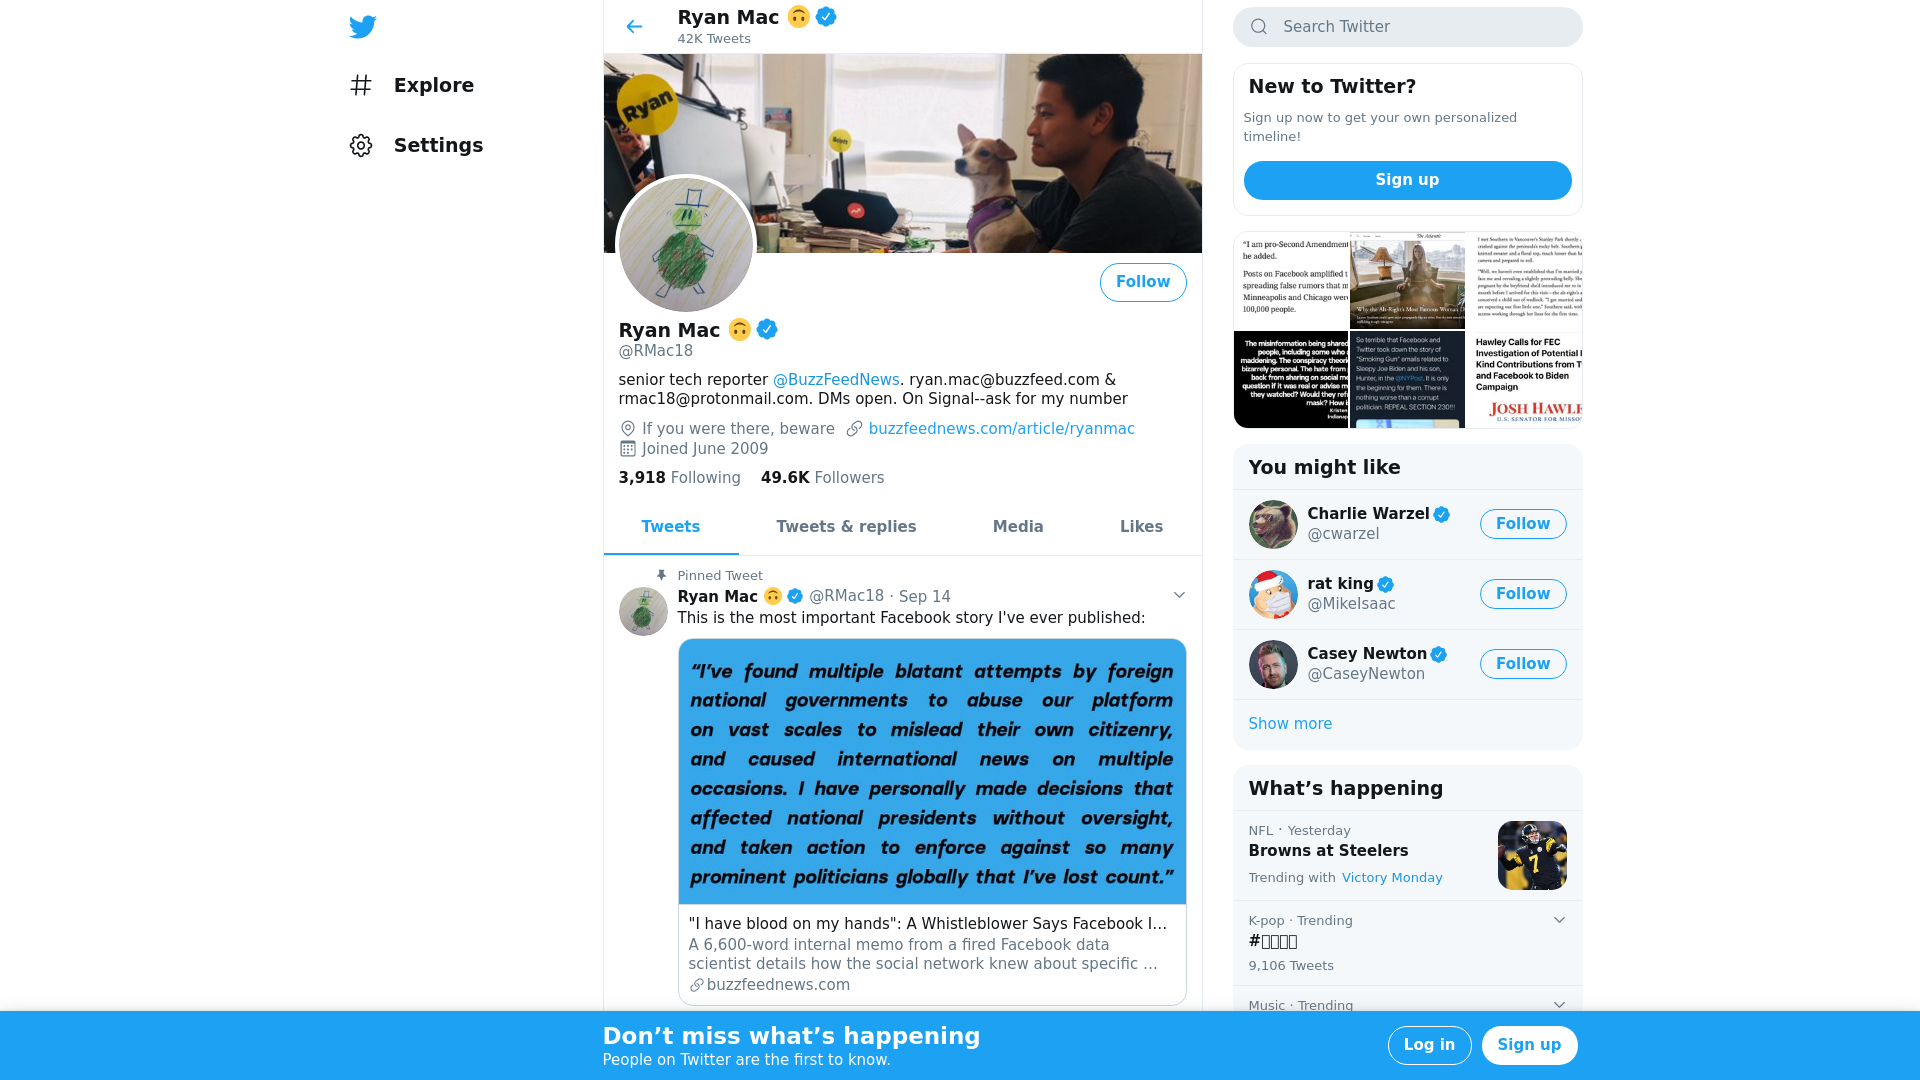 Explore
Settings
Ryan Mac
42K Tweets
Ryan
Follow
Ryan Mac
@RMac18
senior tech reporter @BuzzFeedNews. ryan.mac@buzzfeed.com &
rmac18@protonmail.com. DMs open. On Signal--ask for my number
If you were there, beware buzzfeednews.com/article/ryanmac
Joined June 2009
3,918 Following 49.6K Followers
Tweets Tweets & replies Media Likes
Pinned Tweet
Ryan Mac @RMac18 · Sep 14
This is the most important Facebook story I've ever published:
“I’ve found multiple blatant attempts by foreign
national governments to abuse our platform
on vast scales to mislead their own citizenry,
and caused international news on multiple
occasions. I have personally made decisions that
affected national presidents without oversight,
and taken action to enforce against so many
prominent politicians globally that I’ve lost count.”
"I have blood on my hands": A Whistleblower Says Facebook I…
A 6,600-word internal memo from a fired Facebook data
scientist details how the social network knew about specific …
buzzfeednews.com
Search Twitter
New to Twitter?
Sign up now to get your own personalized
timeline!
Sign up
“I am pro-Second Amendment
he added.
Posts on Facebook amplified t
spreading false rumors that m
Minneapolis and Chicago were
100,000 people.
The misinformation being shared
people, including some who
maddening. The conspiracy theori
bizarrely personal. The hate from
back from sharing on social me
question if it was real or advise m
they watched? Would they refu
mask? How is
So terrible that Facebook and
Twitter took down the story of
“Smoking Gun” emails related to
Sleepy Joe Biden and his son,
Hunter, in the @NYPost. It is only
the beginning for them. There is
nothing worse than a corrupt
politician. REPEAL SECTION 230!!!
Hawley Calls for FEC
Investigation of Potential I
Kind Contributions from T
and Facebook to Biden
Campaign
JOSH HAWLE
U.S. SENATOR FOR MISSO
You might like
Charlie Warzel
@cwarzel
Follow
rat king
@MikeIsaac
Follow
Casey Newton
@CaseyNewton
Follow
Show more
What’s happening
NFL · Yesterday
Browns at Steelers
Trending with Victory Monday
K-pop · Trending
#
9,106 Tweets
Music · Trending
Don’t miss what’s happening
People on Twitter are the first to know.
Log in
Sign up